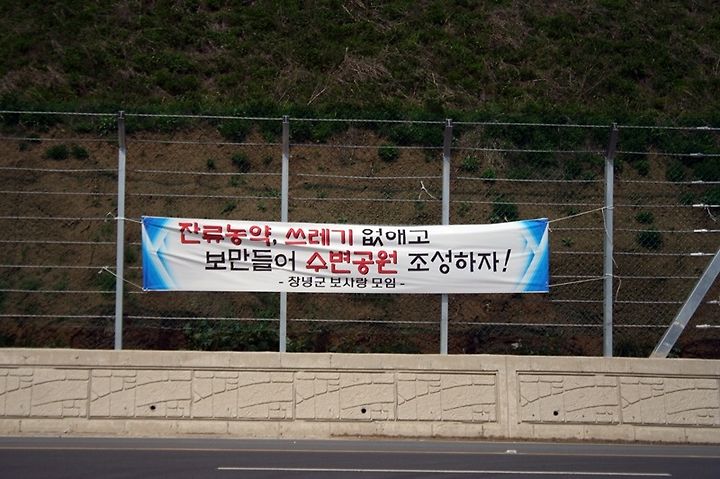 잔류농약, 쓰레기 없애고
보만들어 수변공원 조성하자!
- 창녕군 보사랑 모임 -